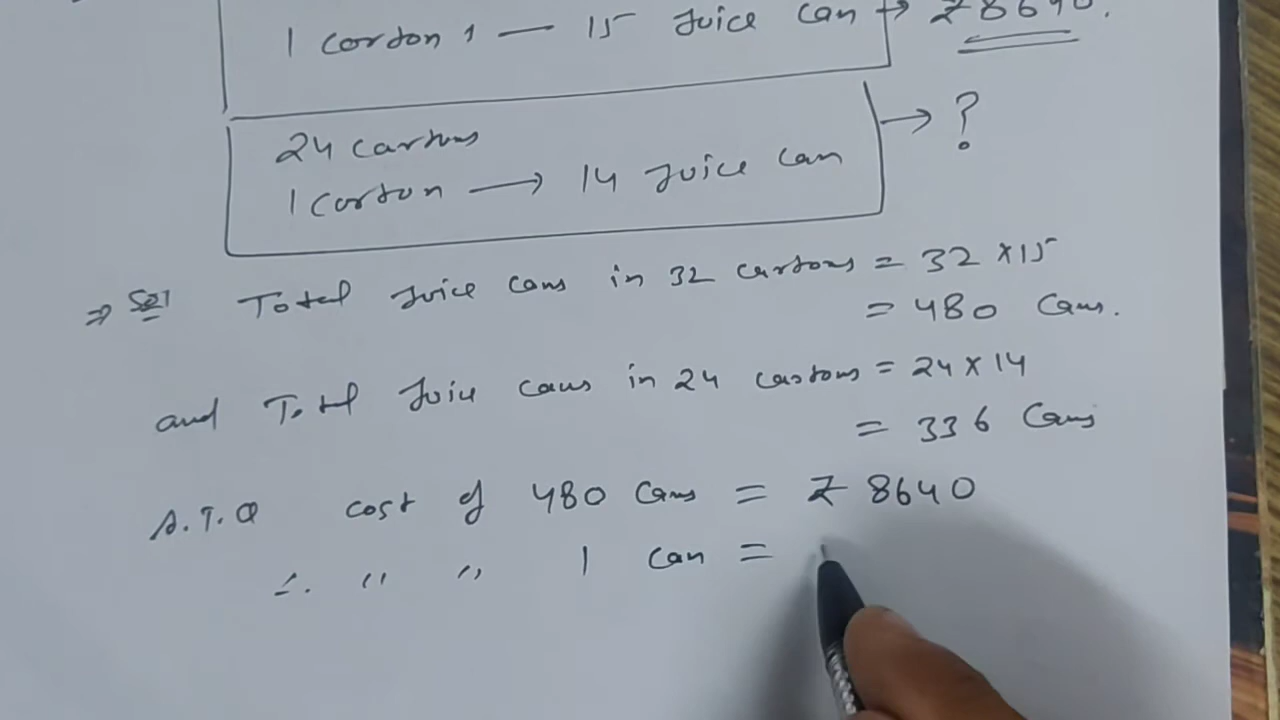 1 corton 1 — 15 Juice can → ₹ 8640.
24 cartons
1 corton → 14 Juice can → ?
⇒ Sol Total Juice cans in 32 cartons = 32 × 15
= 480 Cans.
and Total Juice cans in 24 cartons = 24 × 14
= 336 Cans
A.T.Q cost of 480 Cans = ₹ 8640
∴ " " 1 can =